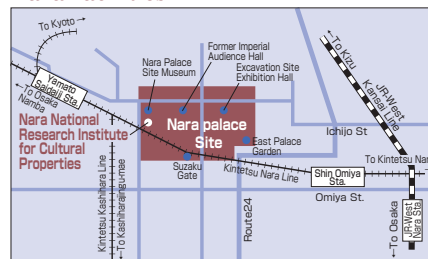 To Kyoto
Yamato
Saidaiji Sta.
To Osaka
Namba
Nara Palace
Site Museum
Former Imperial
Audience Hall
Excavation Site
Exhibition Hall
Nara National
Research Institute
for Cultural
Properties
Nara palace
Site
East Palace
Garden
Suzaku
Gate
Kintetsu Nara Line
Kintetsu Kashihara Line
To Kashiharajingu-mae
Route24
Ichijo St
To Kizu
JR-West
Kansai Line
To Kintetsu Na
Shin Omiya
Sta.
Omiya St.
To Osaka
JR-West
Nara Sta